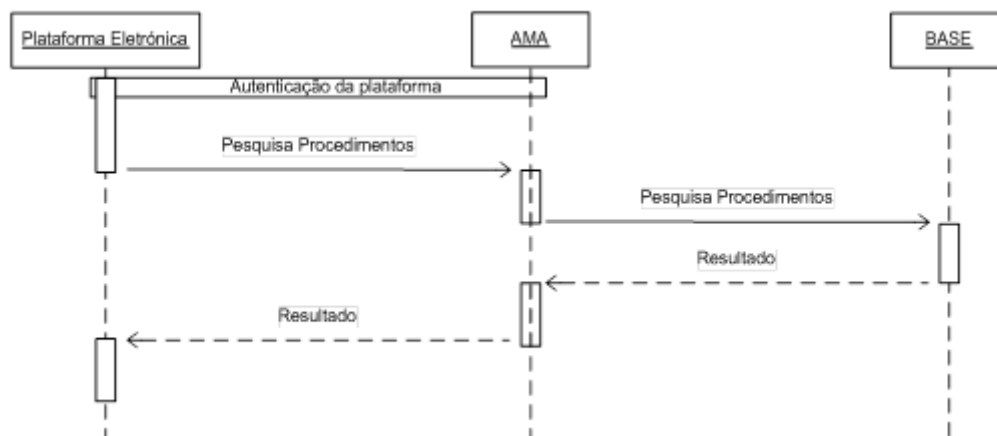 Plataforma Eletrónica
AMA
BASE
Autenticação da plataforma
Pesquisa Procedimentos
Pesquisa Procedimentos
Resultado
Resultado